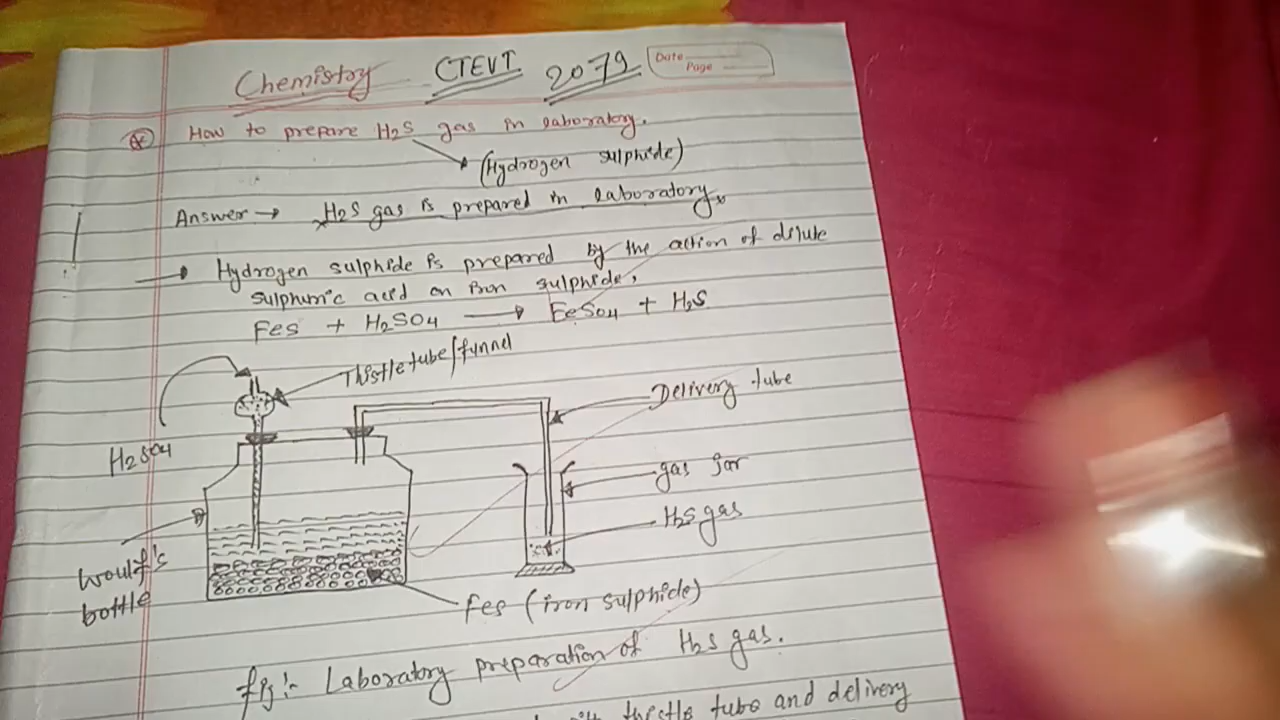 Chemistry CTEVT 2079
Date
Page
How to prepare H2S gas in laboratory.
(Hydrogen sulphide)
Answer → H2S gas is prepared in laboratory
→ Hydrogen sulphide is prepared by the action of dilute
sulphuric acid on Iron sulphide,
Fes + H2SO4 → FeSO4 + H2S
Thistle tube/funnel
Delivery tube
H2SO4
gas Jar
H2S gas
Woulf's
bottle
Fes (iron sulphide)
fig:- Laboratory preparation of H2S gas.
thistle tube and delivery